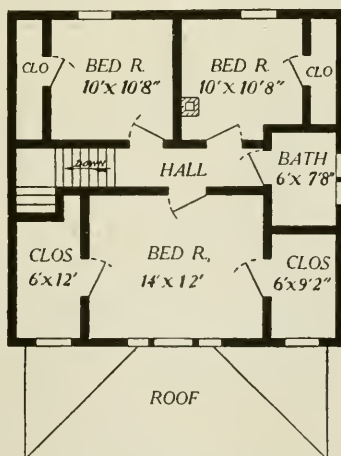 CLO
BED R.
10'x 10'8"
BED R.
10'x 10'8"
CLO
DOWN
HALL
BATH
6'x 7'8"
CLOS
6'x 12'
BED R,
14'x 12'
CLOS
6'x 9'2"
ROOF